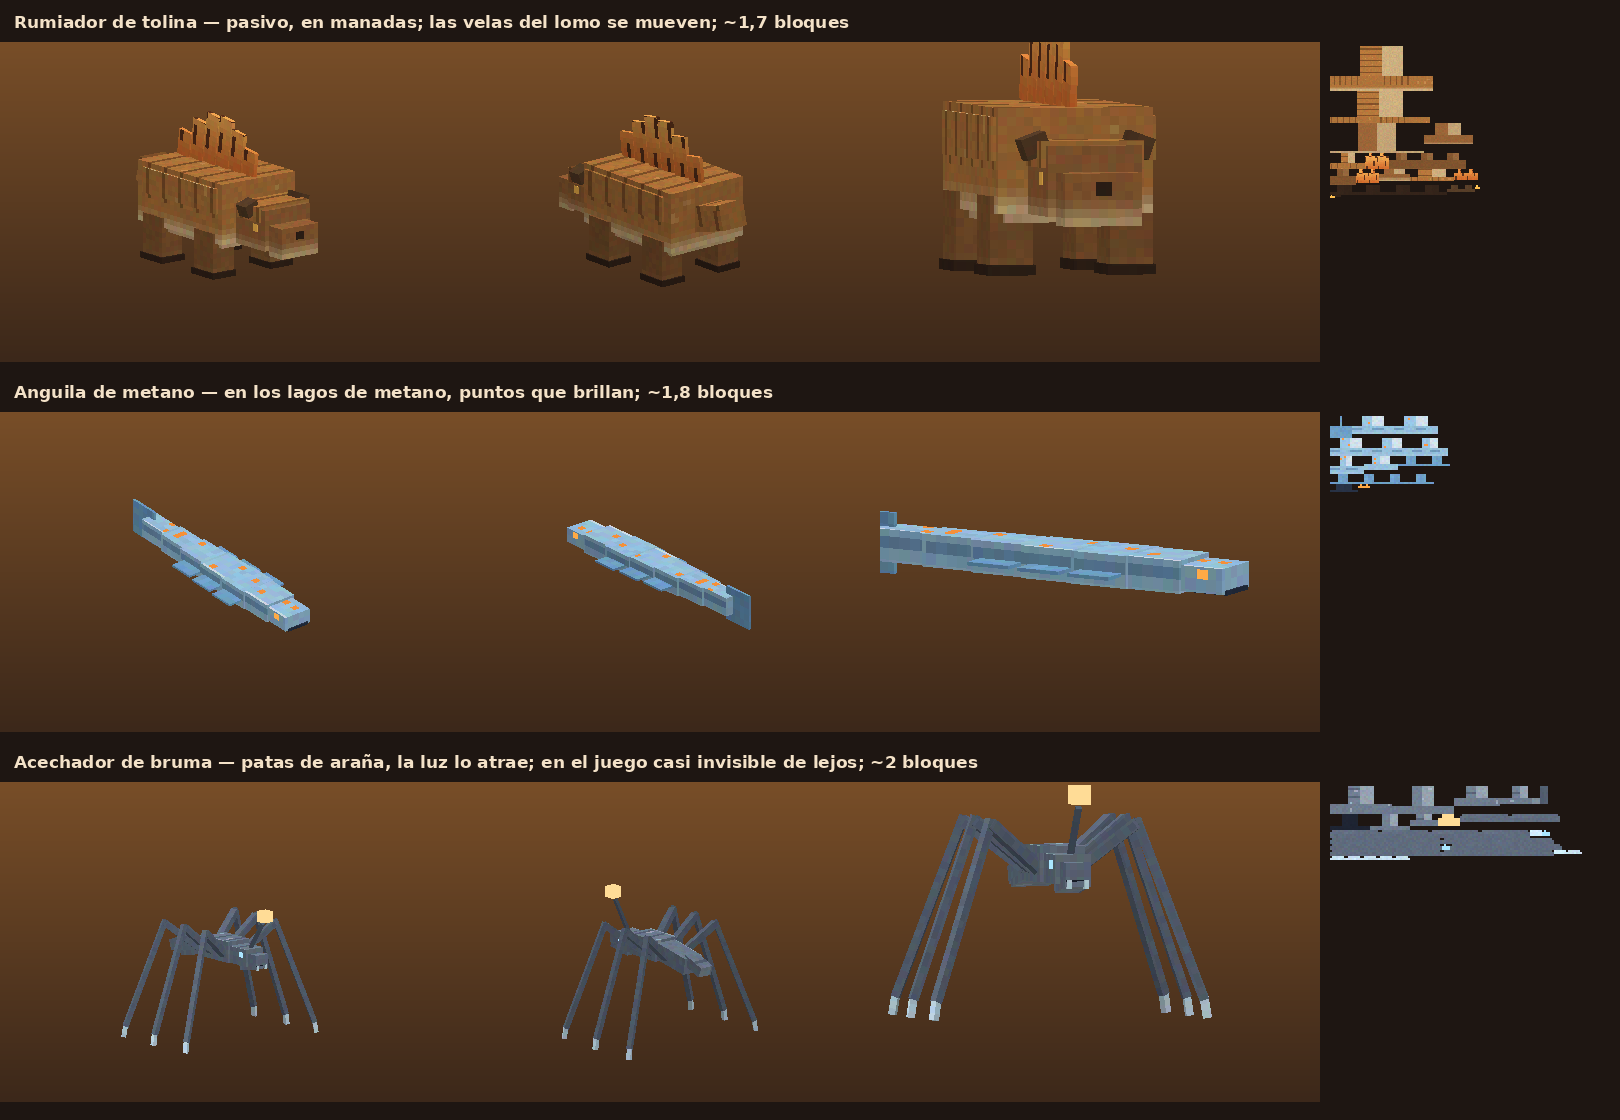 Rumiador de tolina — pasivo, en manadas; las velas del lomo se mueven; ~1,7 bloques
Anguila de metano — en los lagos de metano, puntos que brillan; ~1,8 bloques
Acechador de bruma — patas de araña, la luz lo atrae; en el juego casi invisible de lejos; ~2 bloques